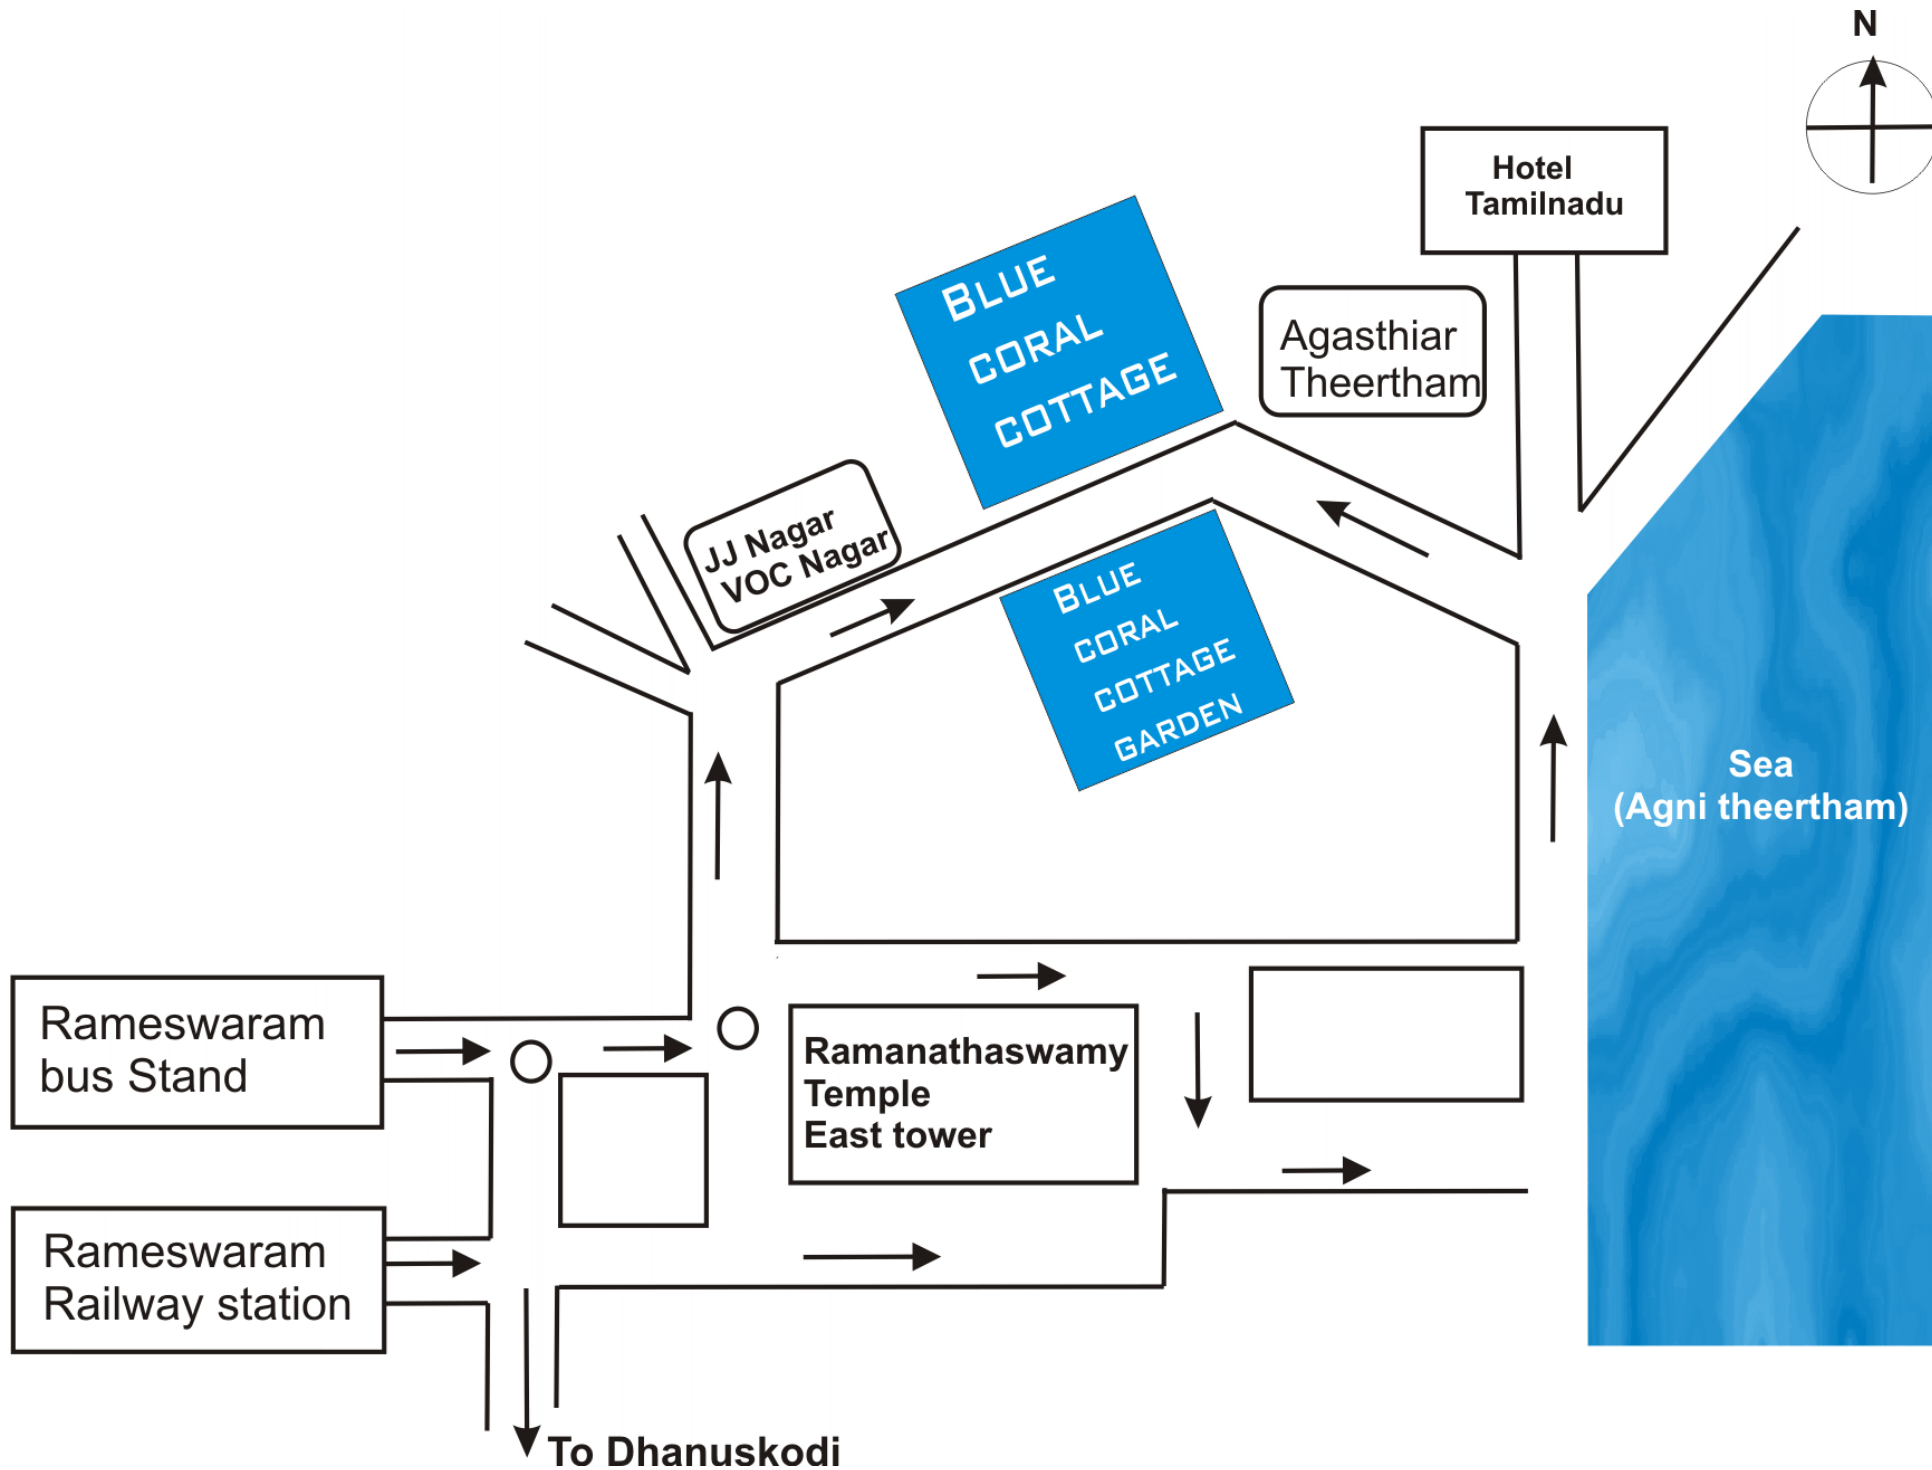 N
Hotel
Tamilnadu
BLUE
CORAL
COTTAGE
Agasthiar
Theertham
JJ Nagar
VOC Nagar
BLUE
CORAL
COTTAGE
GARDEN
Sea
(Agni theertham)
Rameswaram
bus Stand
Ramanathaswamy
Temple
East tower
Rameswaram
Railway station
To Dhanuskodi